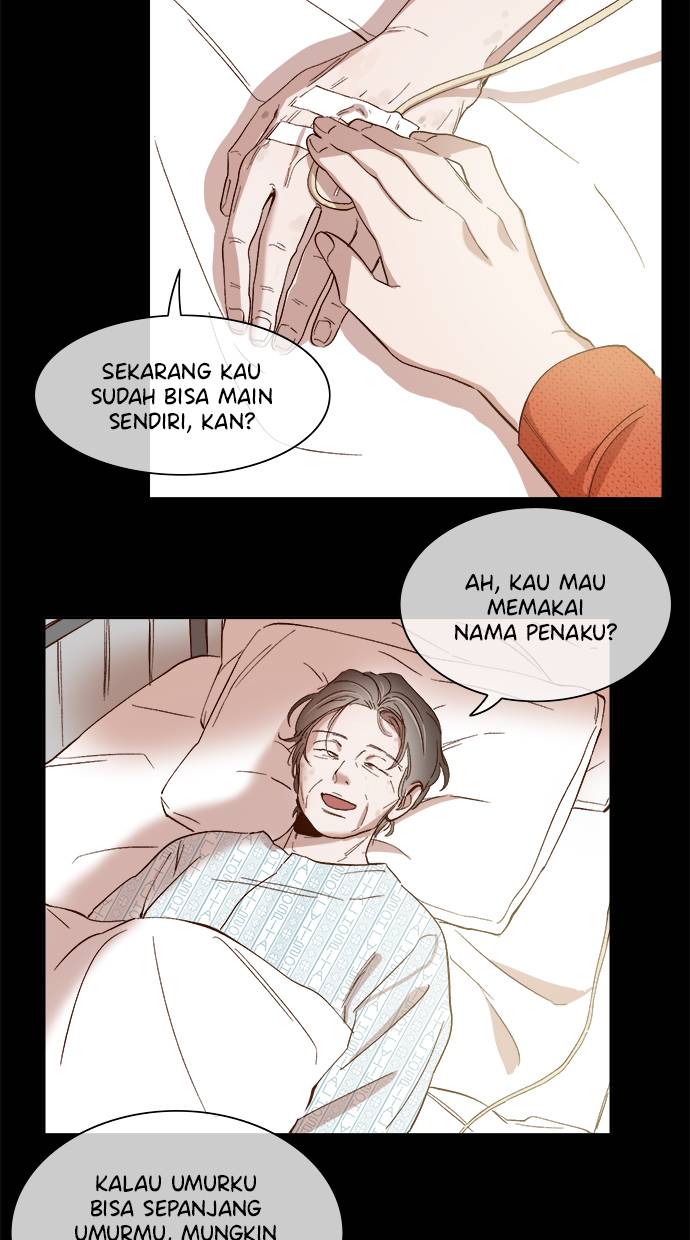 SEKARANG KAU
SUDAH BISA MAIN
SENDIRI, KAN?
AH, KAU MAU
MEMAKAI
NAMA PENAKU?
KALAU UMURKU
BISA SEPANJANG
UMURMU, MUNGKIN